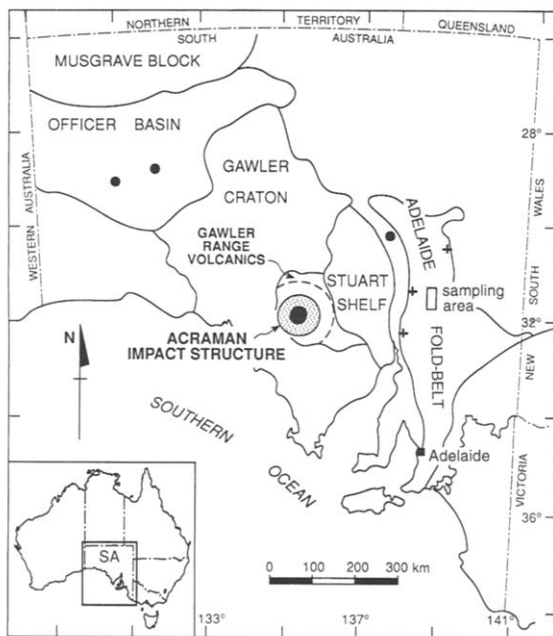 NORTHERN TERRITORY QUEENSLAND
SOUTH AUSTRALIA
MUSGRAVE BLOCK
OFFICER BASIN
28°
GAWLER
CRATON
WESTERN AUSTRALIA
ADELAIDE
FOLD-BELT
NEW SOUTH WALES
GAWLER
RANGE
VOLCANICS
STUART
SHELF
sampling
area
32°
N
ACRAMAN
IMPACT STRUCTURE
SOUTHERN
OCEAN
Adelaide
VICTORIA
36°
SA
0 100 200 300 km
133° 137° 141°